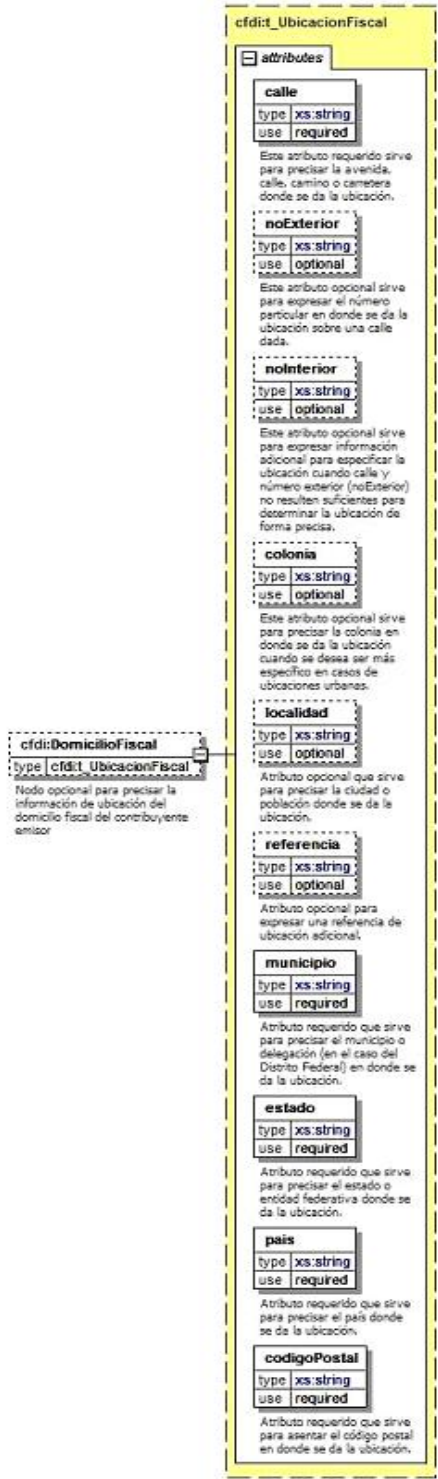 cfdi:t_UbicacionFiscal
attributes
calle
type xs:string
use required
Este atributo requerido sirve
para precisar la avenida,
calle, camino o carretera
donde se da la ubicación.
noExterior
type xs:string
use optional
Este atributo opcional sirve
para expresar el número
particular en donde se da la
ubicación sobre una calle
dada.
noInterior
type xs:string
use optional
Este atributo opcional sirve
para expresar información
adicional para especificar la
ubicación cuando calle y
número exterior (noExterior)
no resulten suficientes para
determinar la ubicación de
forma precisa.
colonia
type xs:string
use optional
Este atributo opcional sirve
para precisar la colonia en
donde se da la ubicación
cuando se desea ser más
específico en casos de
ubicaciones urbanas.
localidad
type xs:string
use optional
Atributo opcional que sirve
para precisar la ciudad o
población donde se da la
ubicación.
cfdi:DomicilioFiscal
type cfdi:t_UbicacionFiscal
Nodo opcional para precisar la
información de ubicación del
domicilio fiscal del contribuyente
emisor
referencia
type xs:string
use optional
Atributo opcional para
expresar una referencia de
ubicación adicional.
municipio
type xs:string
use required
Atributo requerido que sirve
para precisar el municipio o
delegación (en el caso del
Distrito Federal) en donde se
da la ubicación.
estado
type xs:string
use required
Atributo requerido que sirve
para precisar el estado o
entidad federativa donde se
da la ubicación.
pais
type xs:string
use required
Atributo requerido que sirve
para precisar el país donde
se da la ubicación.
codigoPostal
type xs:string
use required
Atributo requerido que sirve
para asentar el código postal
en donde se da la ubicación.